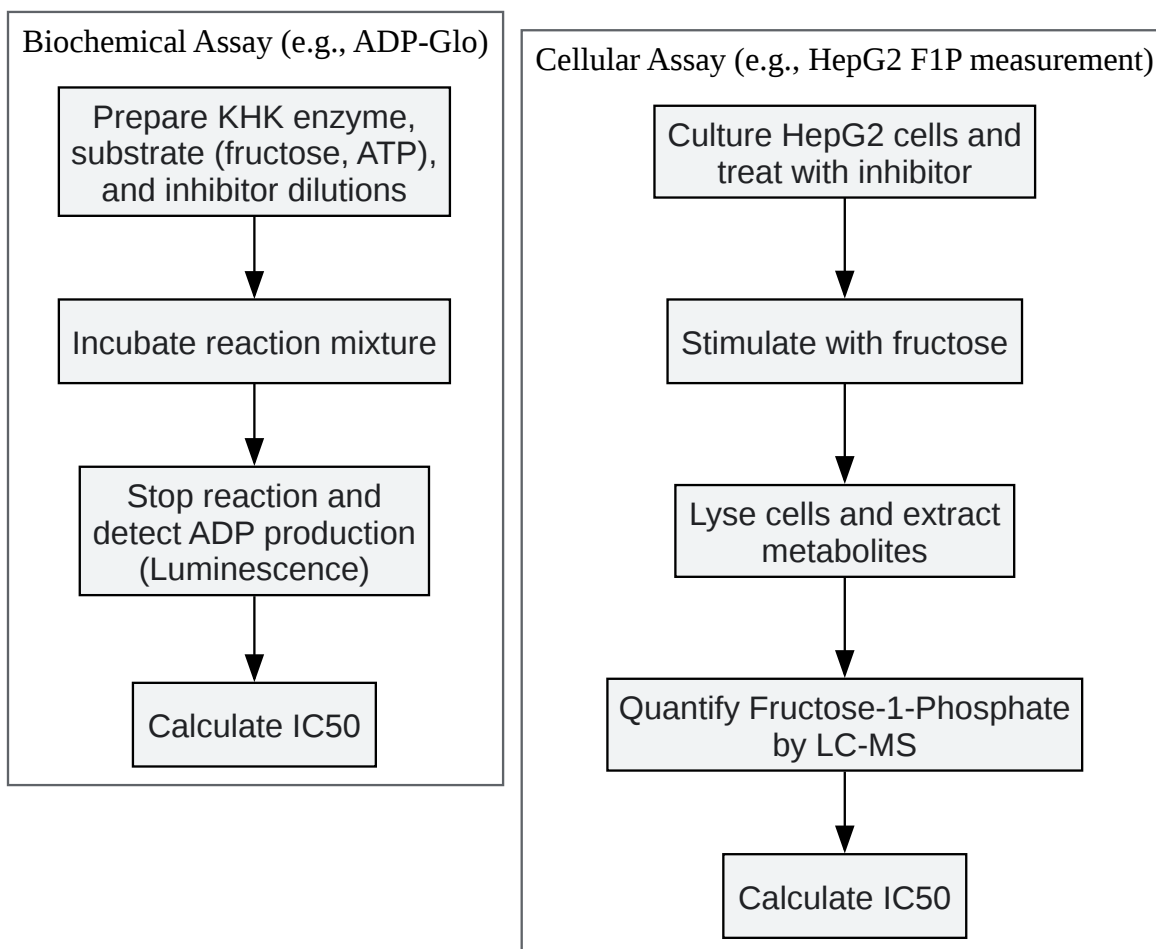 Biochemical Assay (e.g., ADP-Glo)
Prepare KHK enzyme,
substrate (fructose, ATP),
and inhibitor dilutions
Incubate reaction mixture
Stop reaction and
detect ADP production
(Luminescence)
Calculate IC50
Cellular Assay (e.g., HepG2 F1P measurement)
Culture HepG2 cells and
treat with inhibitor
Stimulate with fructose
Lyse cells and extract
metabolites
Quantify Fructose-1-Phosphate
by LC-MS
Calculate IC50